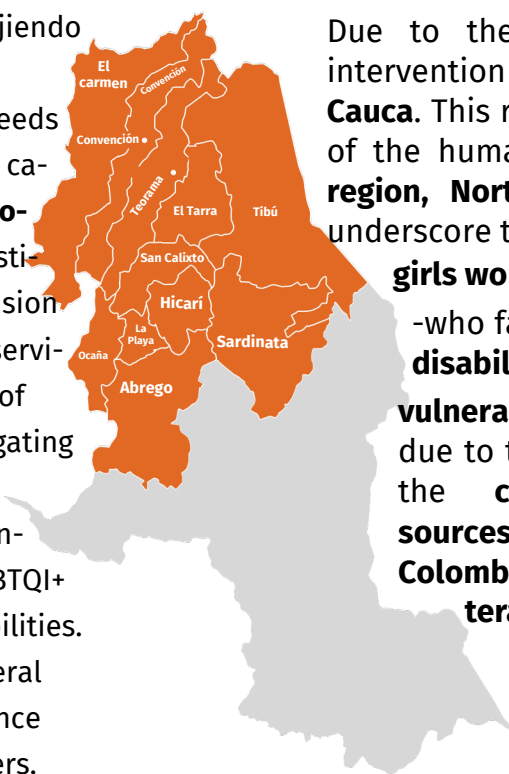 jiendo
eeds
ca-
o-
sti-
sion
servi-
of
gating
n-
BTQI+
ilities.
eral
nce
ers.
El
carmen
Convención
Convención
Teorama
El Tarra
Tibú
San Calixto
Hicarí
La
Playa
Ocaña
Sardinata
Abrego
Due to the
intervention
Cauca. This r
of the huma
region, Nort
underscore t
girls wo
-who fa
disabil
vulnera
due to t
the c
sources
Colomb
tera